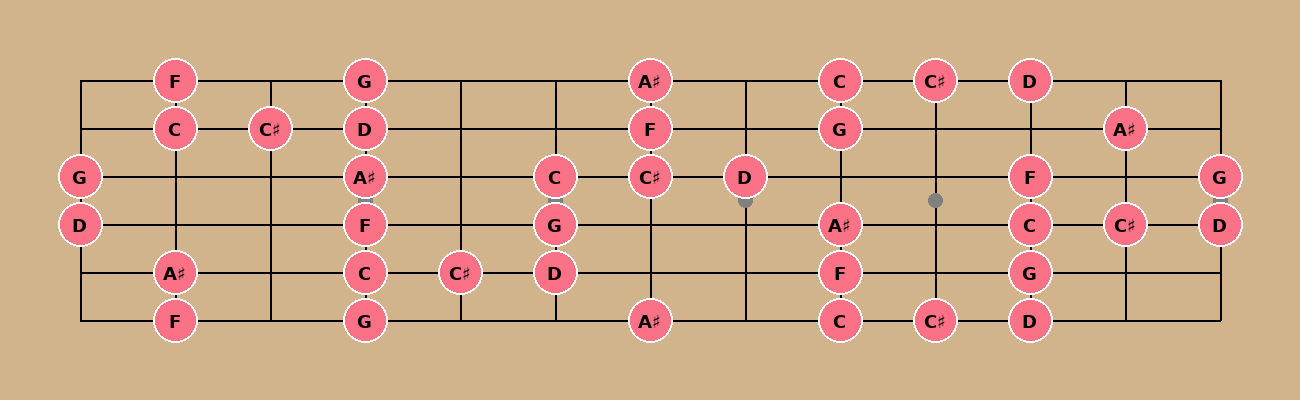 F G A♯ C C♯ D
C C♯ D F G A♯
G A♯ C C♯ D F G
D F G A♯ C C♯ D
A♯ C C♯ D F G
F G A♯ C C♯ D